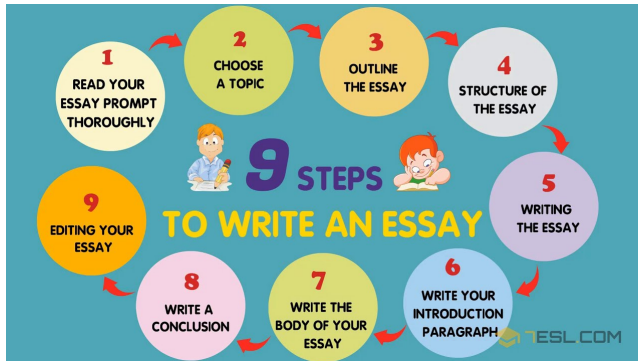 1
READ YOUR
ESSAY PROMPT
THOROUGHLY
2
CHOOSE
A TOPIC
3
OUTLINE
THE ESSAY
4
STRUCTURE OF
THE ESSAY
9 STEPS
TO WRITE AN ESSAY
5
WRITING
THE ESSAY
6
WRITE YOUR
INTRODUCTION
PARAGRAPH
7
WRITE THE
BODY OF YOUR
ESSAY
8
WRITE A
CONCLUSION
9
EDITING YOUR
ESSAY
7ESL.COM